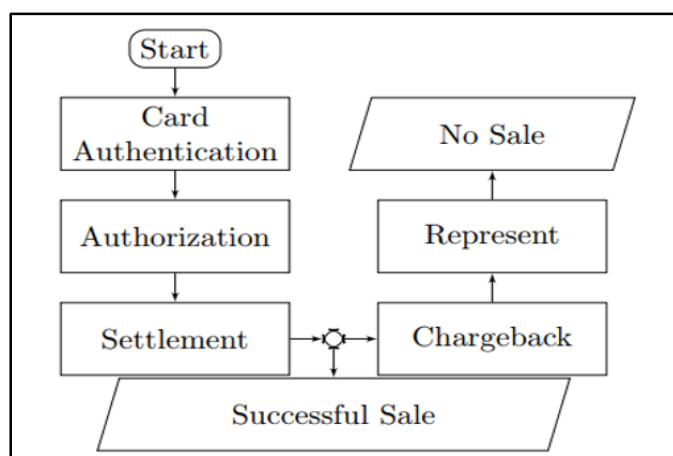 Start
Card
Authentication
Authorization
Settlement
No Sale
Represent
Chargeback
Successful Sale